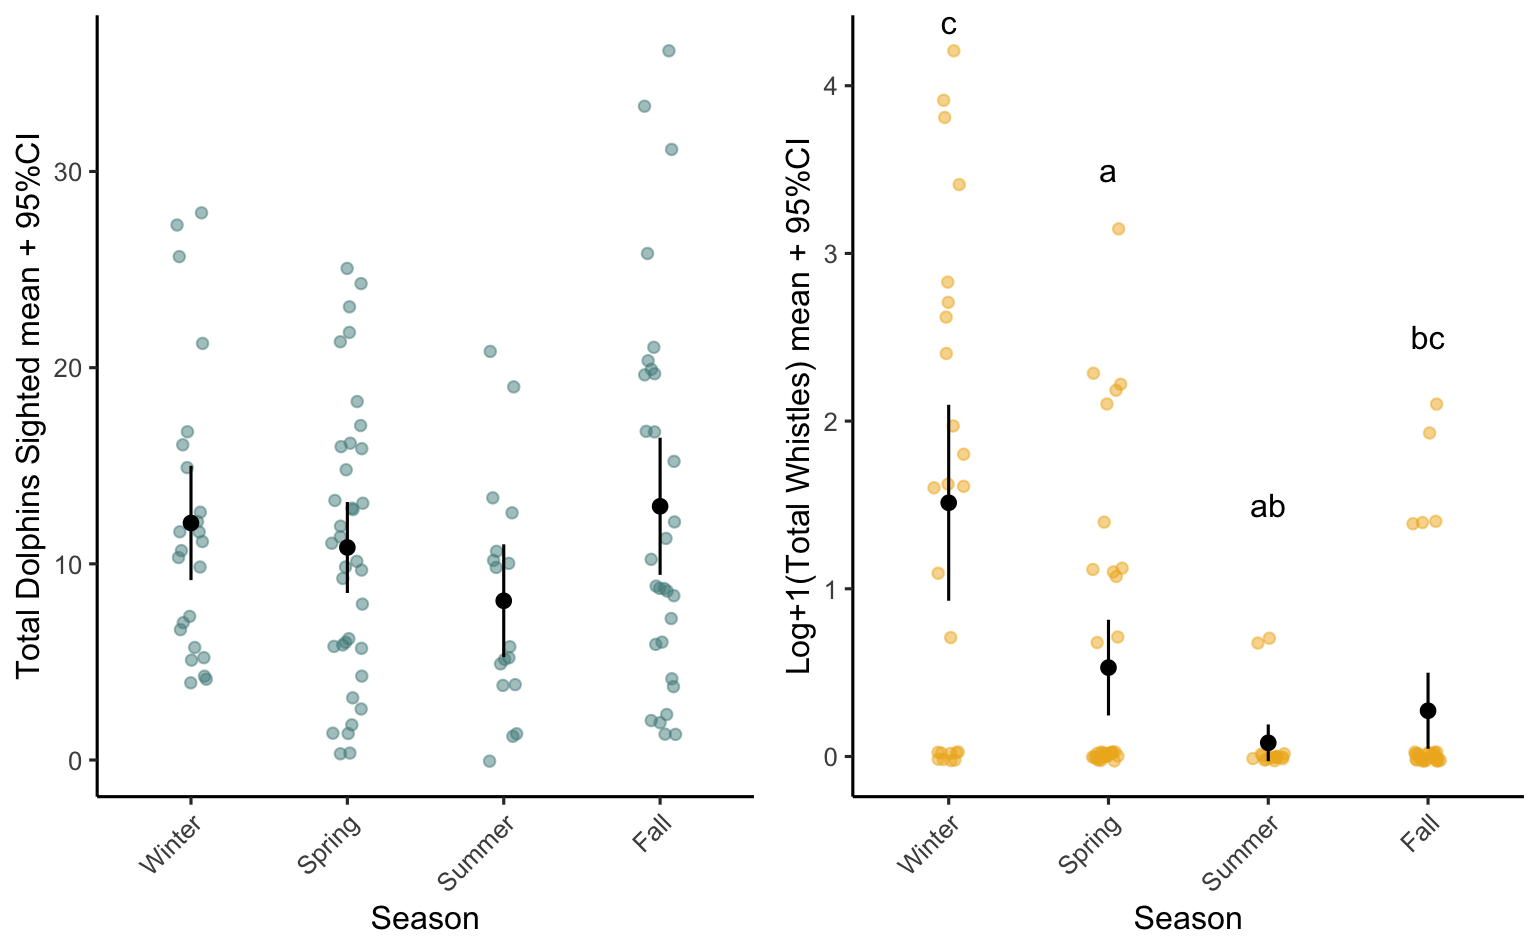 Total Dolphins Sighted mean + 95%CI
30
20
10
0
Winter
Spring
Summer
Fall
Season
Log+1(Total Whistles) mean + 95%CI
4
3
2
1
0
c
a
ab
bc
Winter
Spring
Summer
Fall
Season